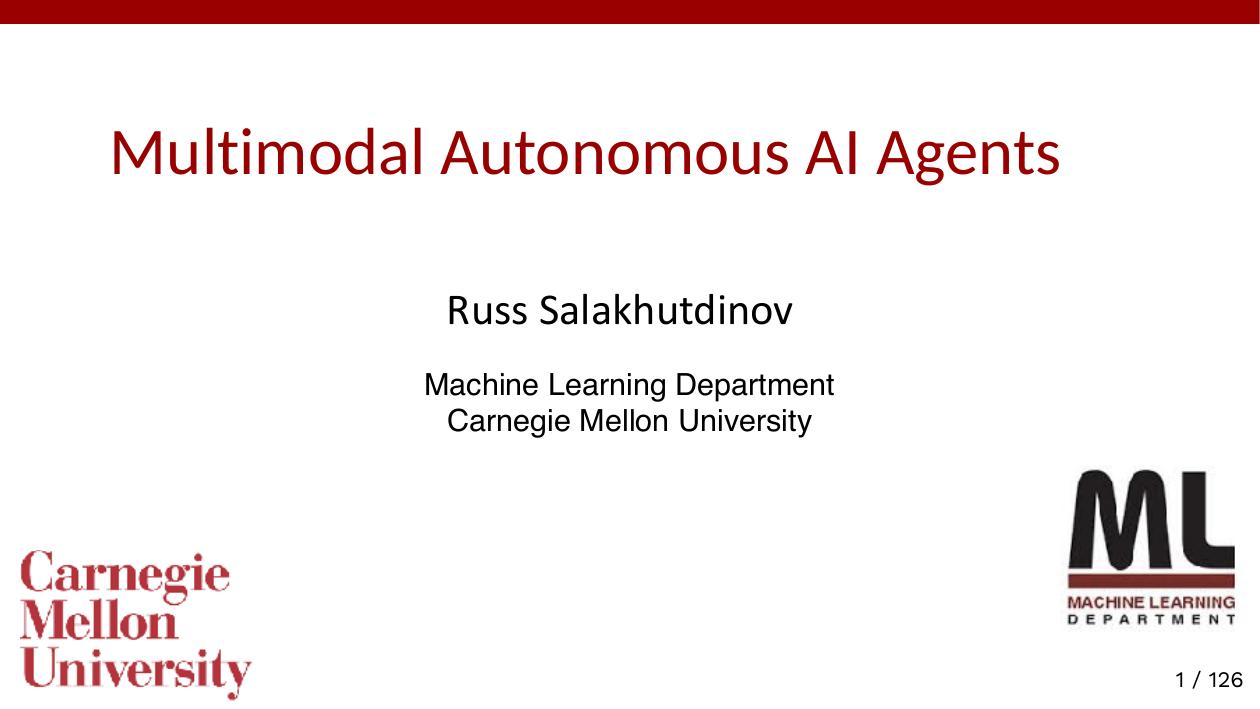 Multimodal Autonomous AI Agents
Russ Salakhutdinov
Machine Learning Department
Carnegie Mellon University
ML
MACHINE LEARNING
DEPARTMENT
Carnegie
Mellon
University
1 / 126